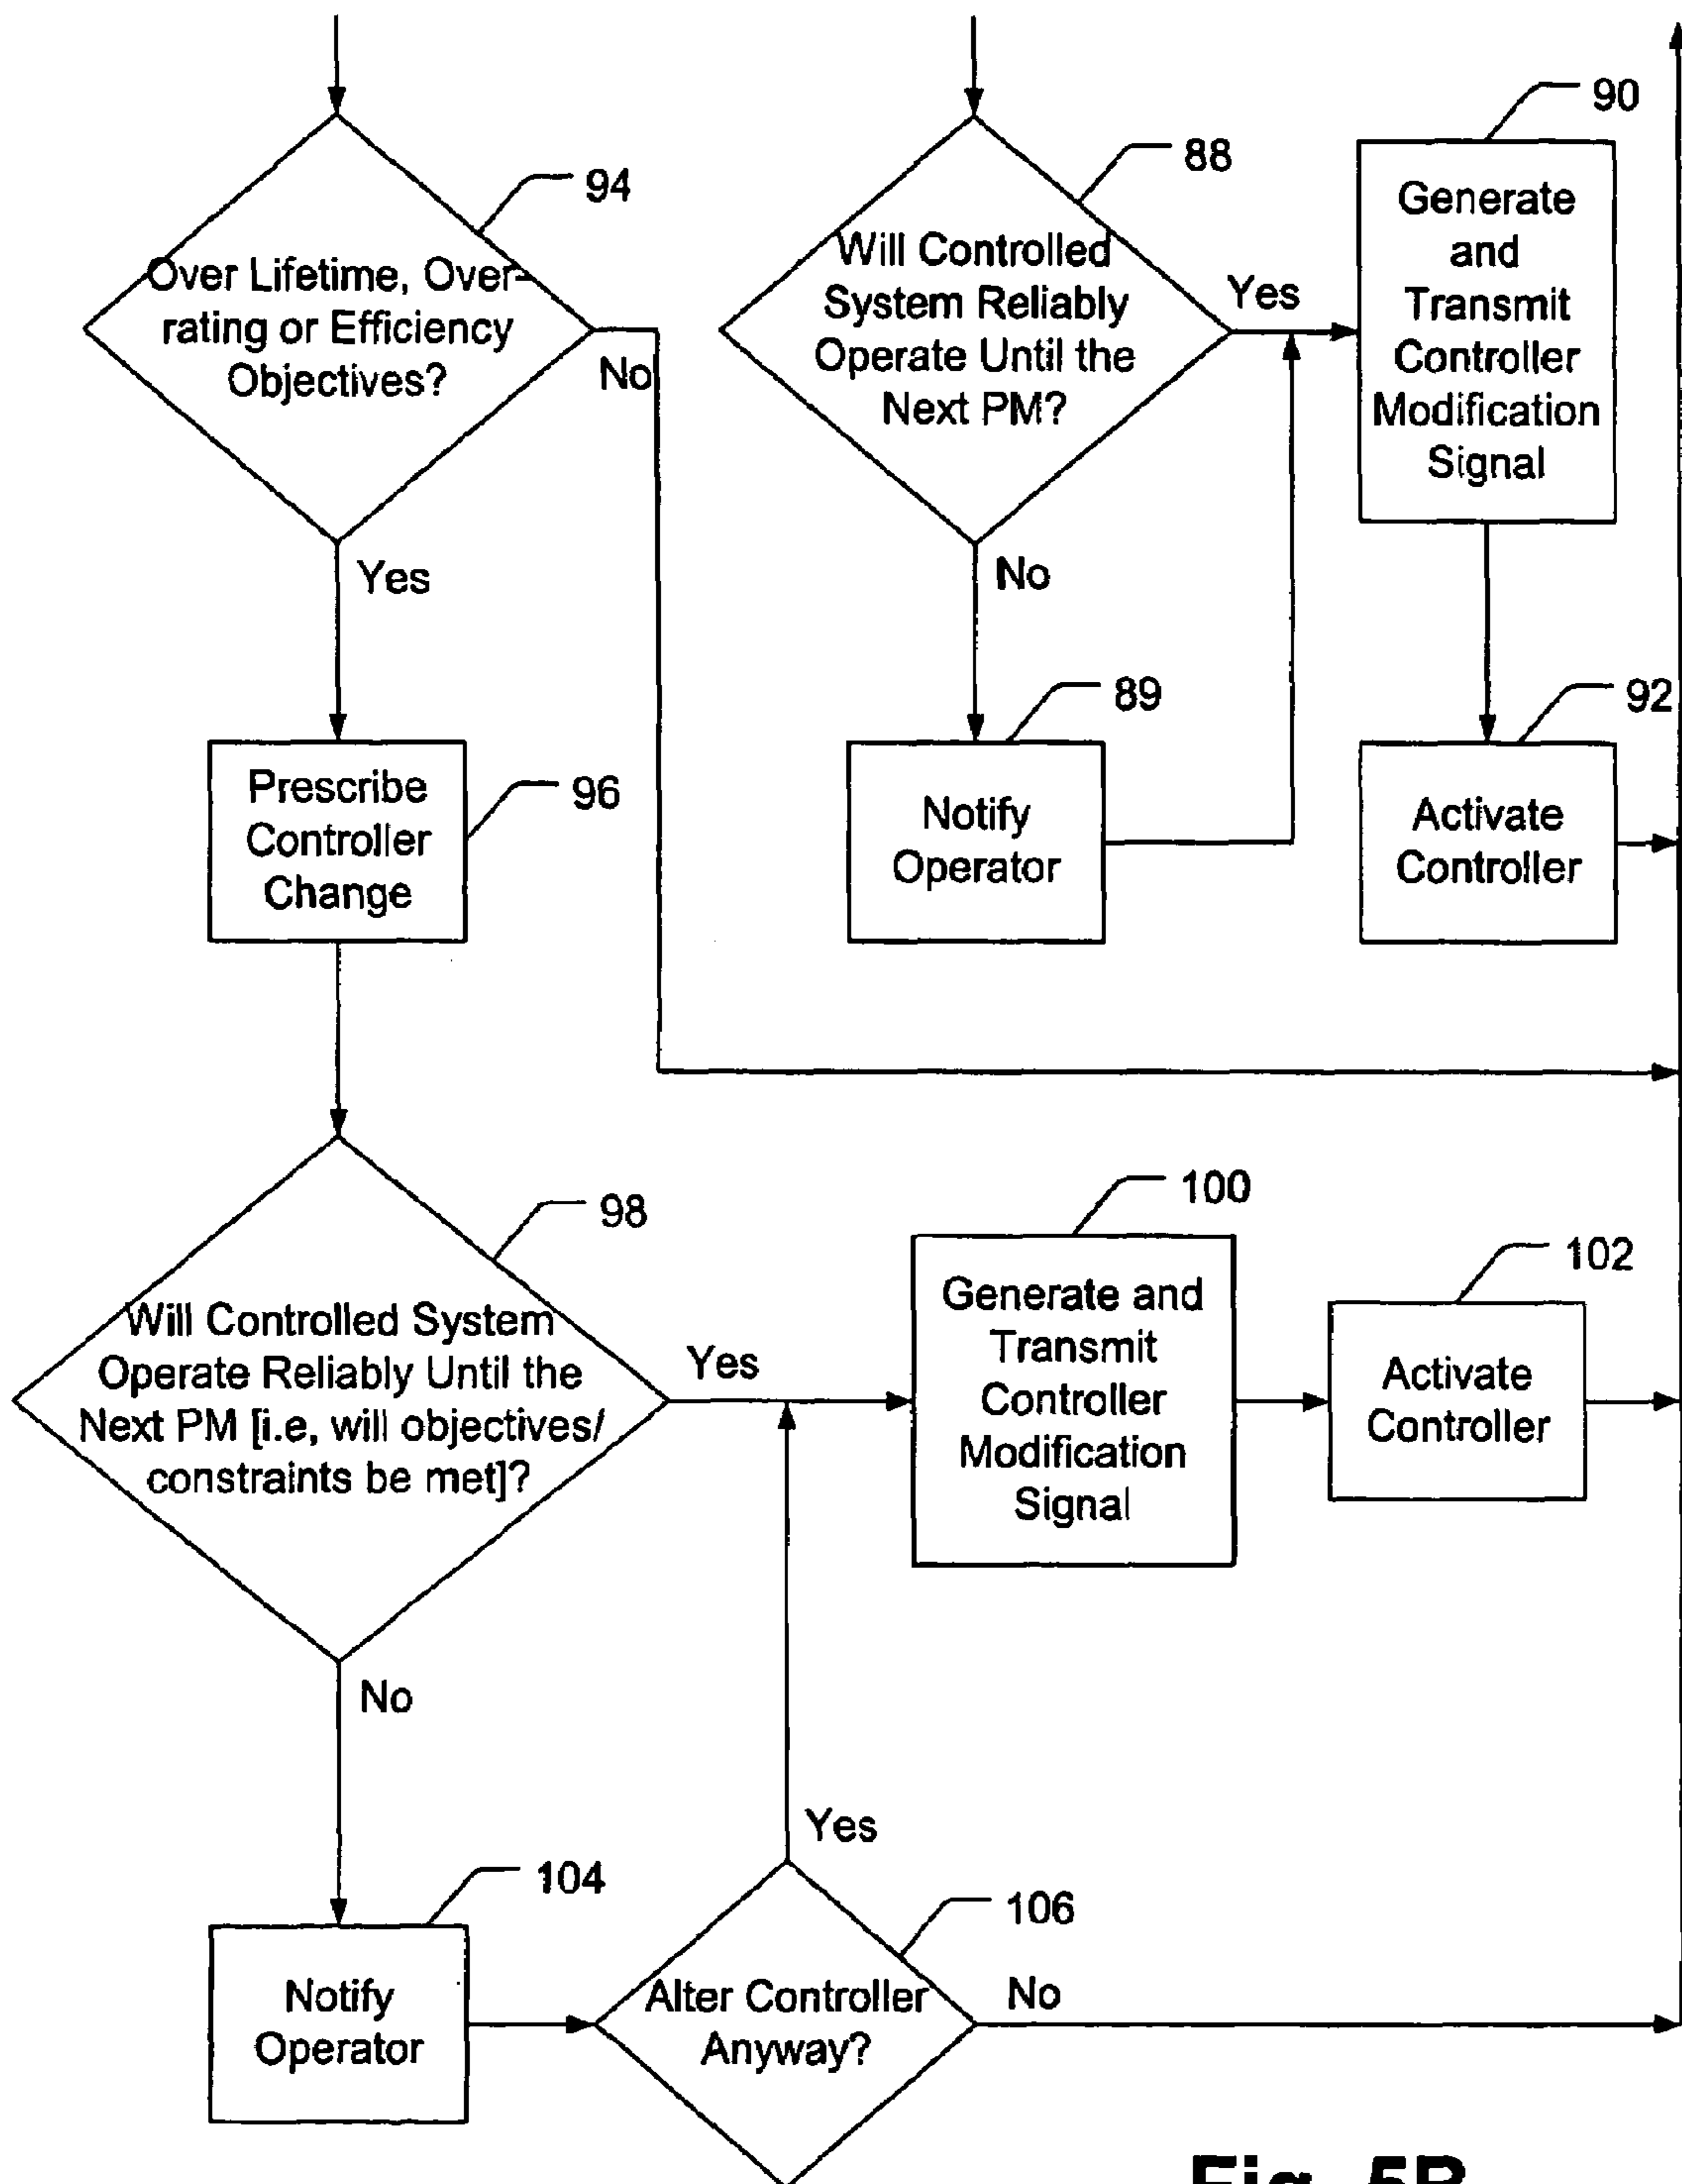 94
Over Lifetime, Over-
rating or Efficiency
Objectives?
No
Yes
88
Will Controlled
System Reliably
Operate Until the
Next PM?
Yes
No
90
Generate
and
Transmit
Controller
Modification
Signal
89
Notify
Operator
92
Activate
Controller
96
Prescribe
Controller
Change
98
Will Controlled System
Operate Reliably Until the
Next PM [i.e, will objectives/
constraints be met]?
Yes
No
100
Generate and
Transmit
Controller
Modification
Signal
102
Activate
Controller
104
Notify
Operator
106
Alter Controller
Anyway?
Yes
No
Fig. 5B